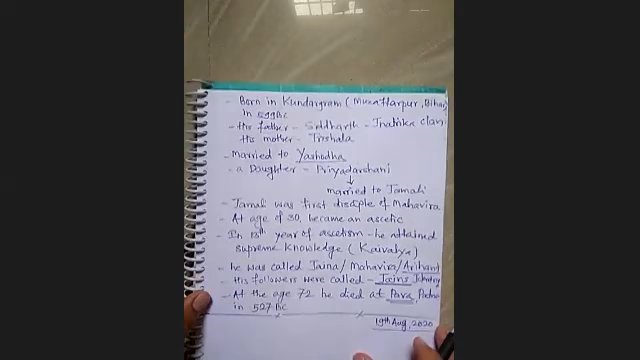 - Born in Kundargram (Muzaffarpur, Bihar)
in 599 BC
- His father - Siddharth - Jnatrika clan
His mother - Trishala
- Married to Yashodha
- a Daughter - Priyadarshani
↓
married to Jamali
- Jamali was first disciple of Mahavira
- At age of 30, became an ascetic
- In 13th year of ascetism - he attained
supreme knowledge (Kaivalya)
- he was called Jaina/Mahavira/Arihant
- His followers were called - Jains
- At the age 72 he died at Pava,
in 527 BC
19th Aug, 2020